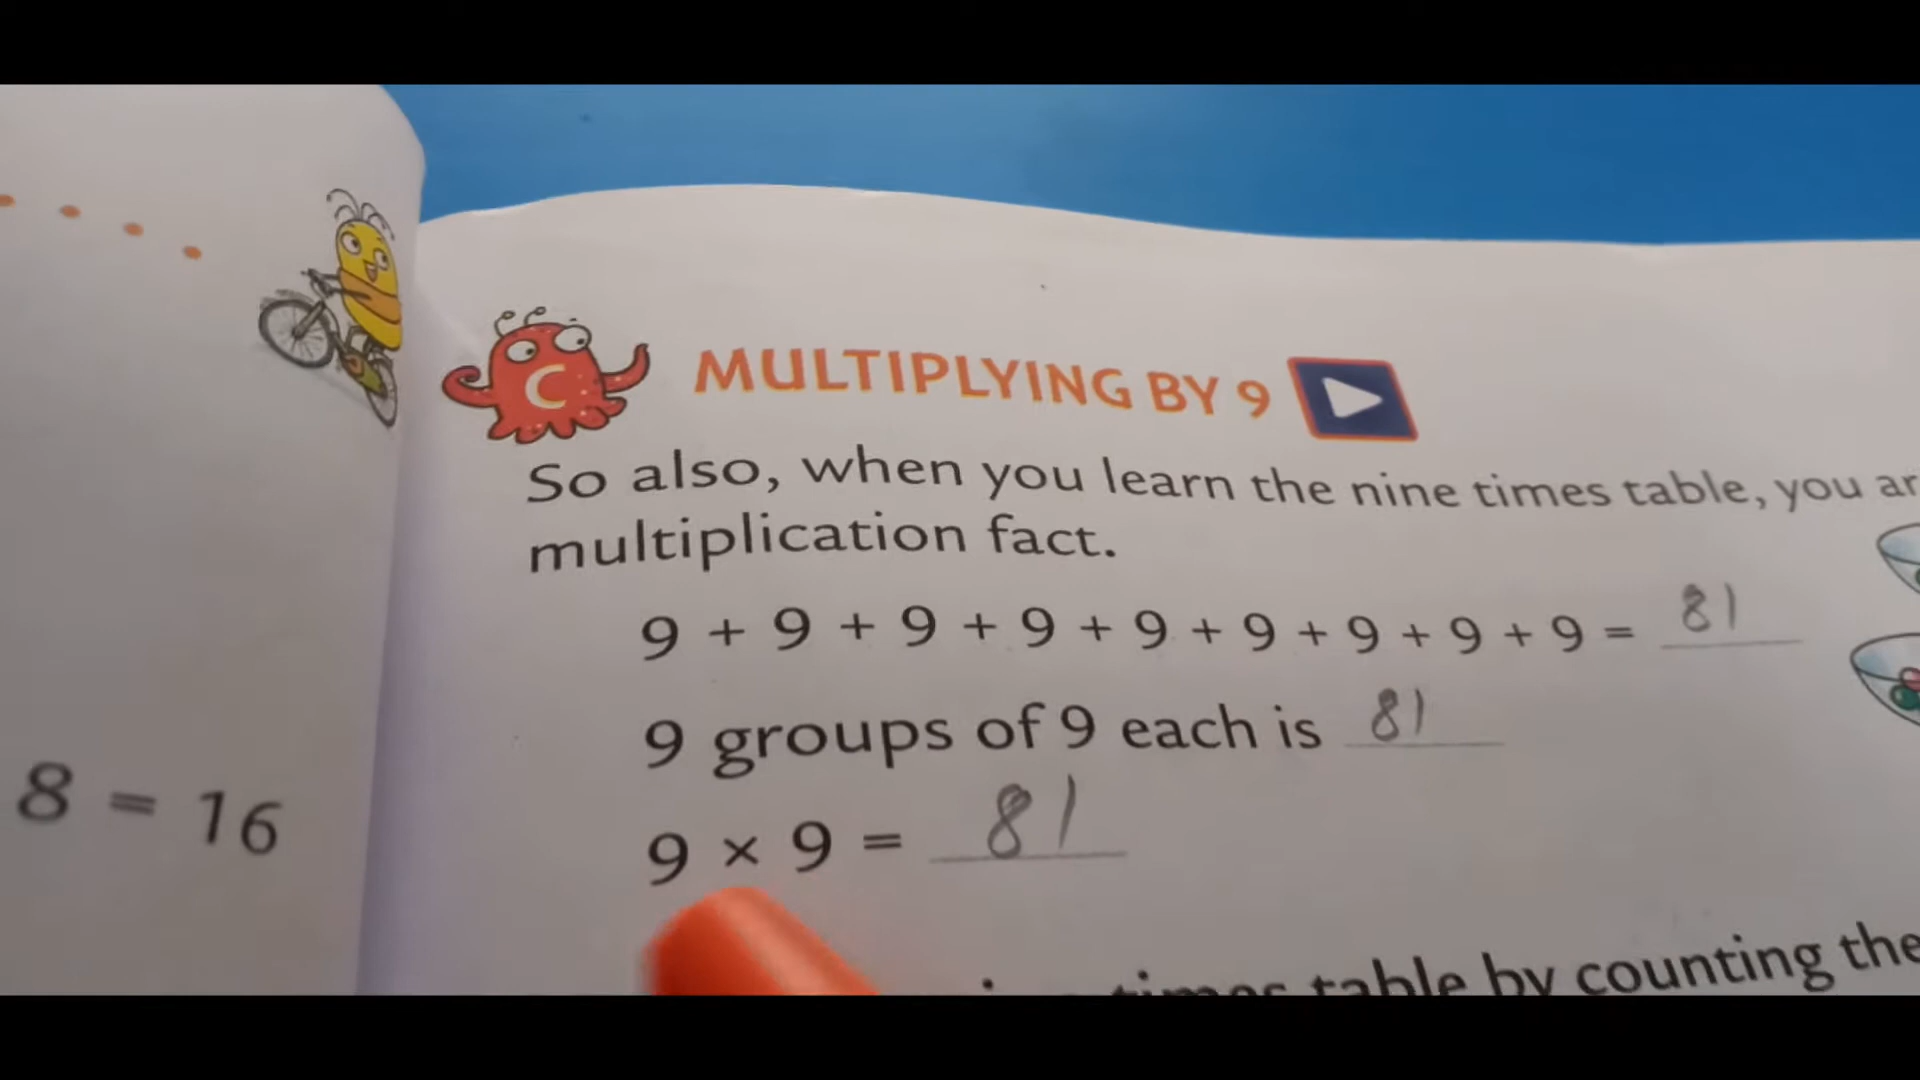 C
MULTIPLYING BY 9
So also, when you learn the nine times table, you
multiplication fact.
9 + 9 + 9 + 9 + 9 + 9 + 9 + 9 + 9 = 81
9 groups of 9 each is 81
9 × 9 = 81
times table by counting the
8 = 16